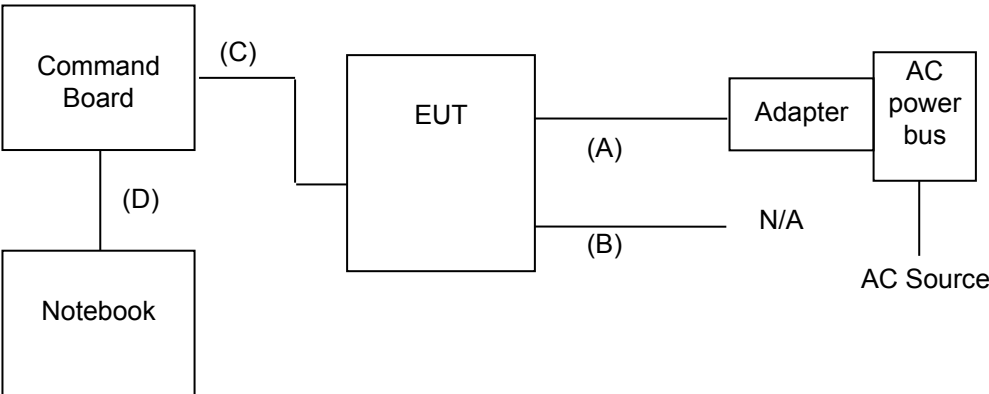 Command
Board
(C)
EUT
(A)
Adapter
AC
power
bus
(D)
(B)
N/A
AC Source
Notebook